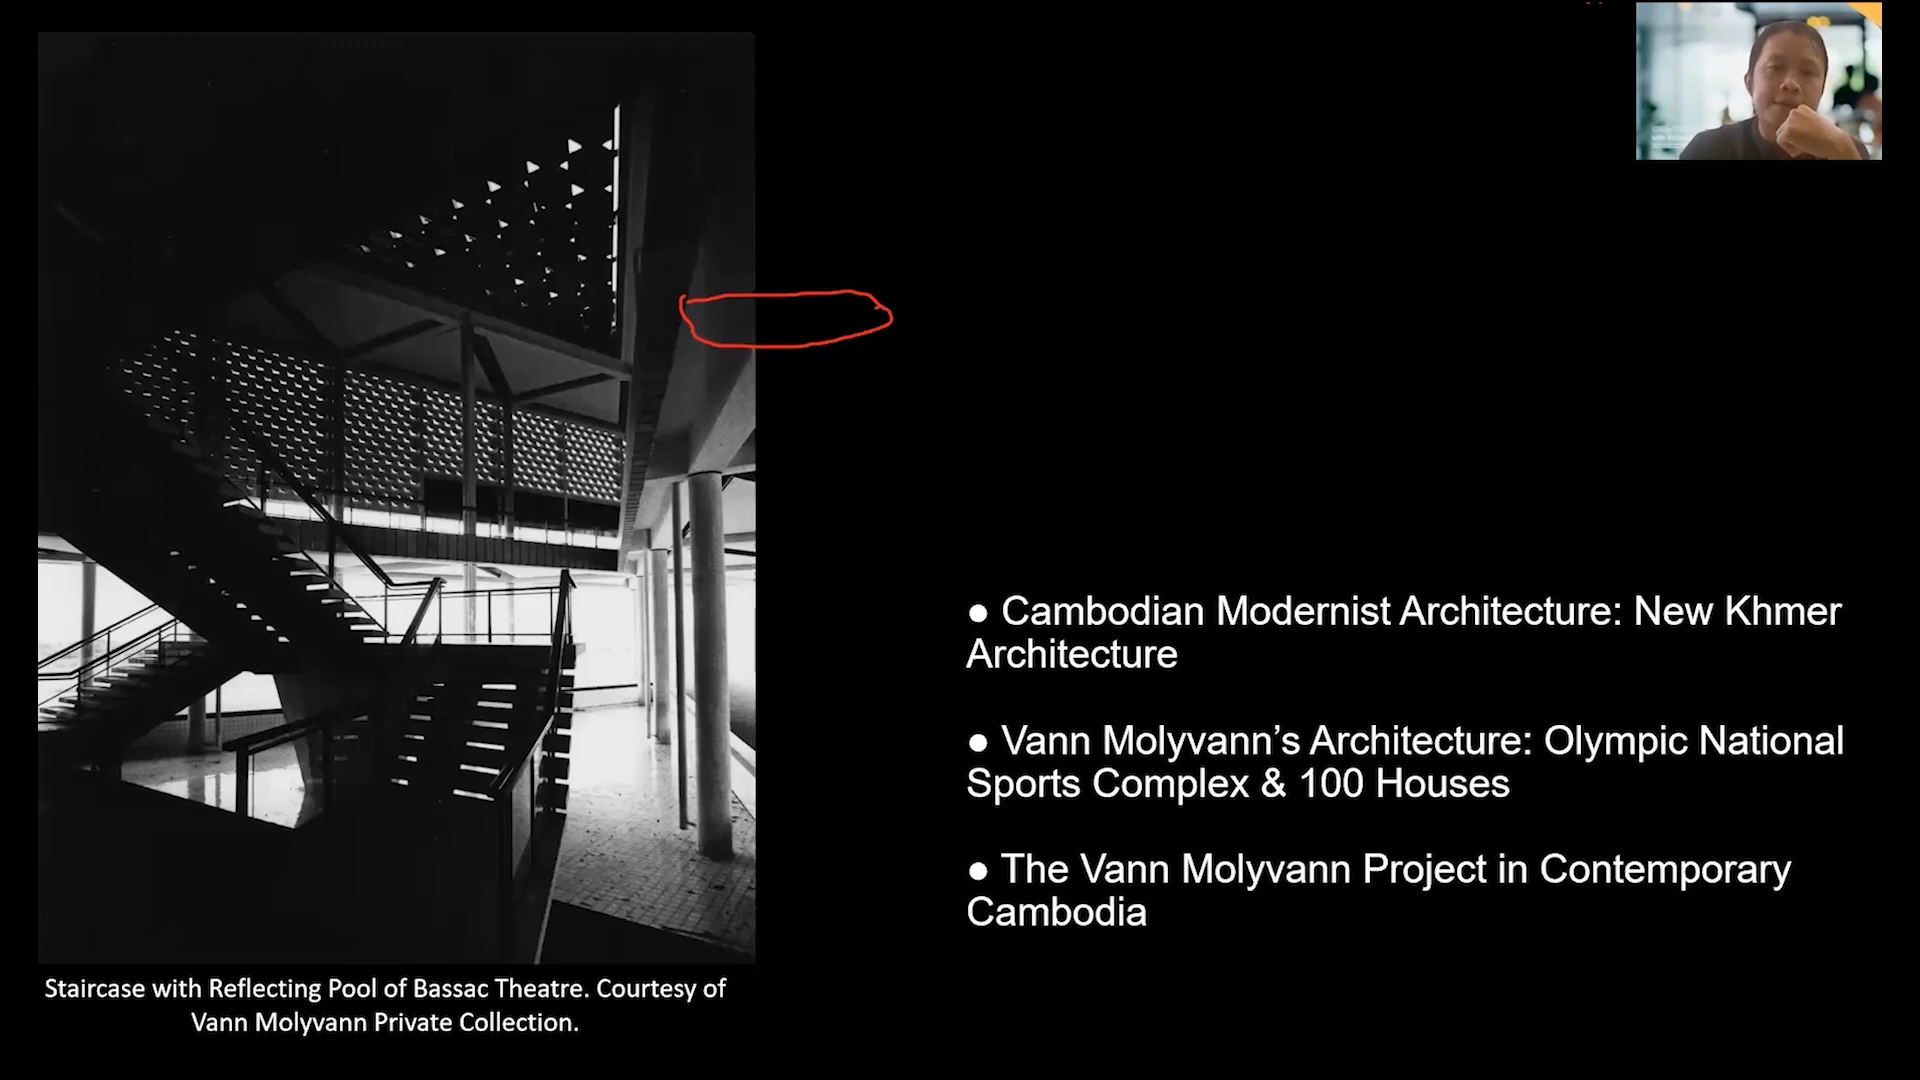 ● Cambodian Modernist Architecture: New Khmer
Architecture
● Vann Molyvann’s Architecture: Olympic National
Sports Complex & 100 Houses
● The Vann Molyvann Project in Contemporary
Cambodia
Staircase with Reflecting Pool of Bassac Theatre. Courtesy of
Vann Molyvann Private Collection.